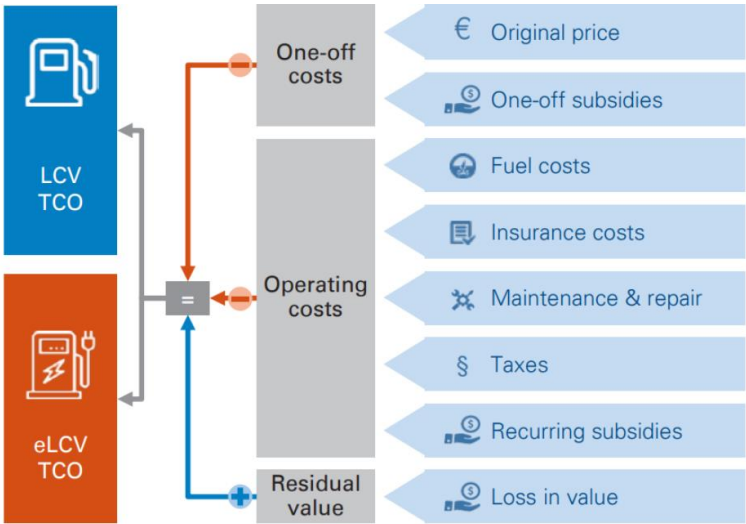 LCV
TCO
eLCV
TCO
=
One-off
costs
Operating
costs
Residual
value
€ Original price
$ One-off subsidies
Fuel costs
Insurance costs
Maintenance & repair
§ Taxes
$ Recurring subsidies
$ Loss in value